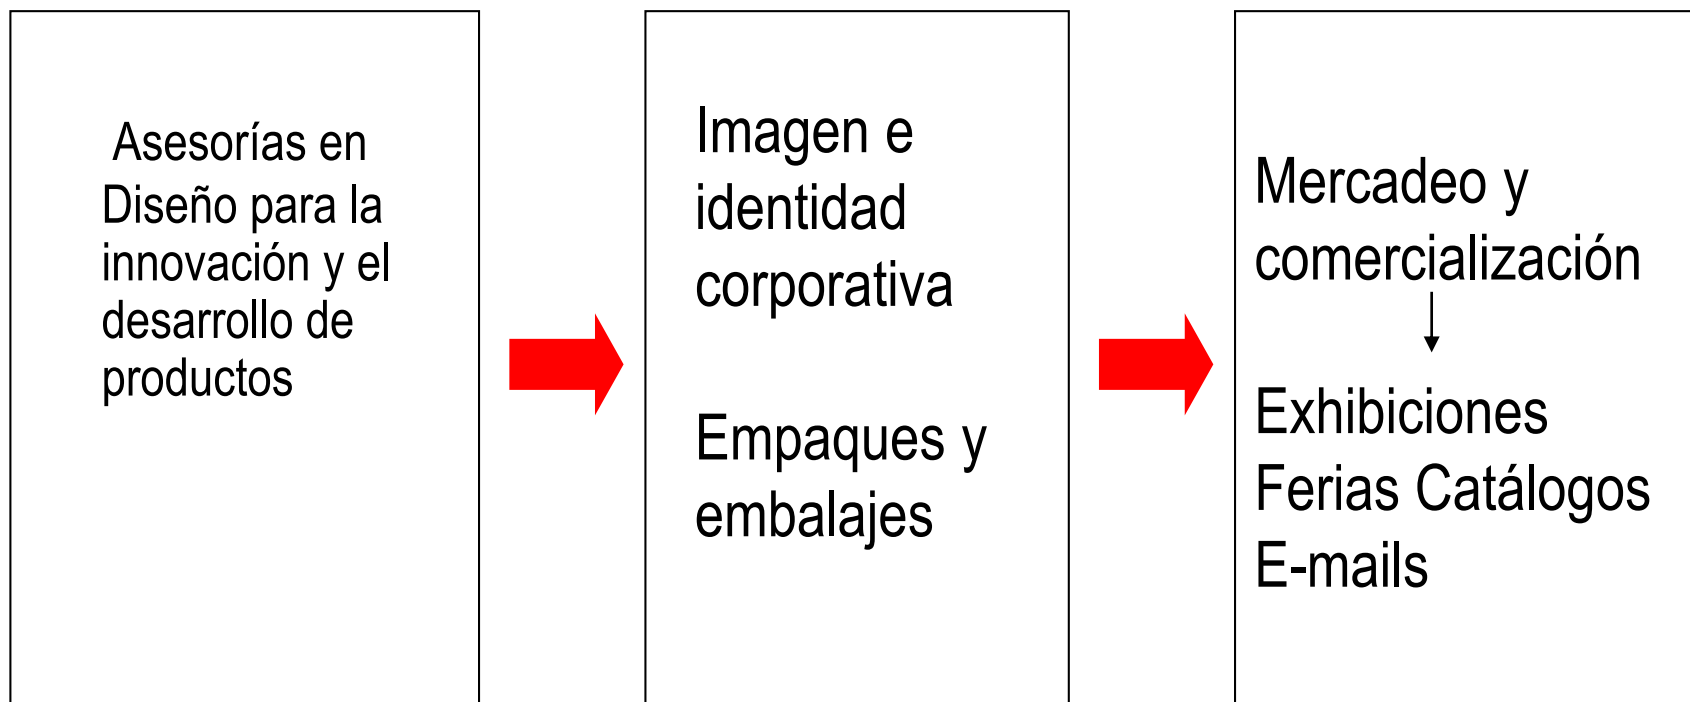 Asesorías en
Diseño para la
innovación y el
desarrollo de
productos
Imagen e
identidad
corporativa
Empaques y
embalajes
Mercadeo y
comercialización
Exhibiciones
Ferias Catálogos
E-mails